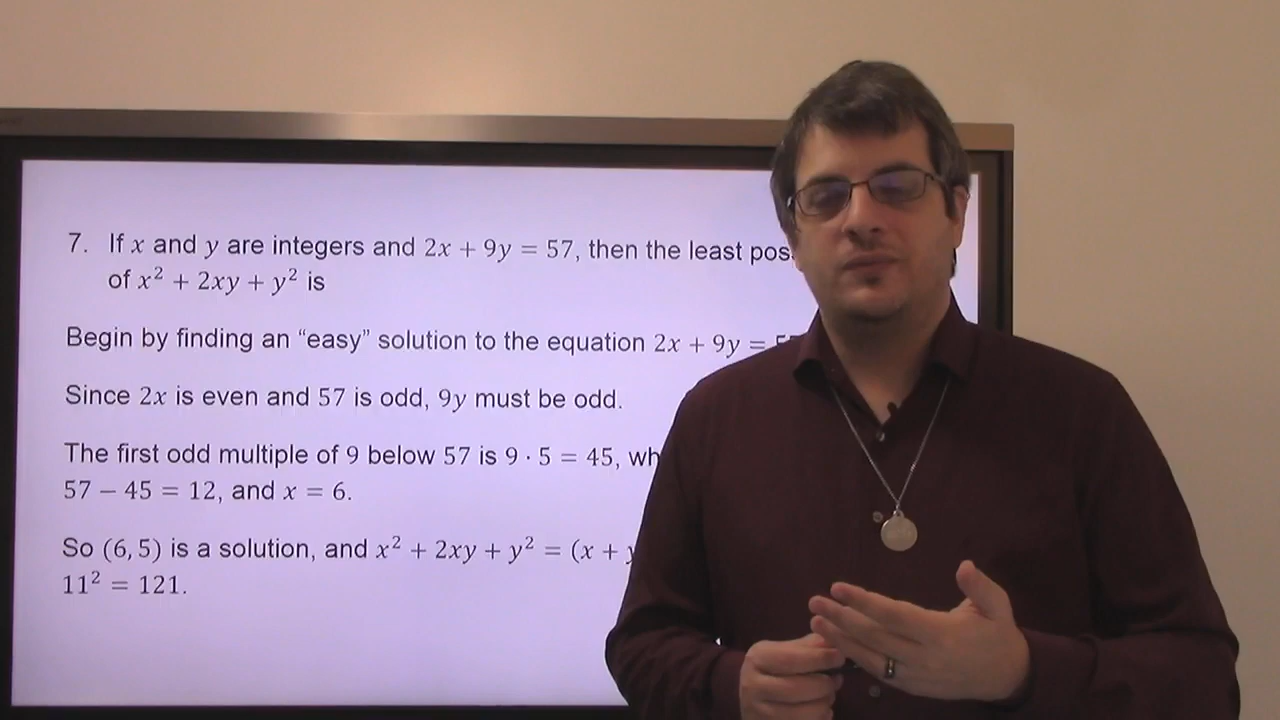 7. If x and y are integers and 2x + 9y = 57, then the least
of x² + 2xy + y² is
Begin by finding an “easy” solution to the equation 2x + 9y =
Since 2x is even and 57 is odd, 9y must be odd.
The first odd multiple of 9 below 57 is 9 · 5 = 45,
57 − 45 = 12, and x = 6.
So (6, 5) is a solution, and x² + 2xy + y² = (x +
11² = 121.